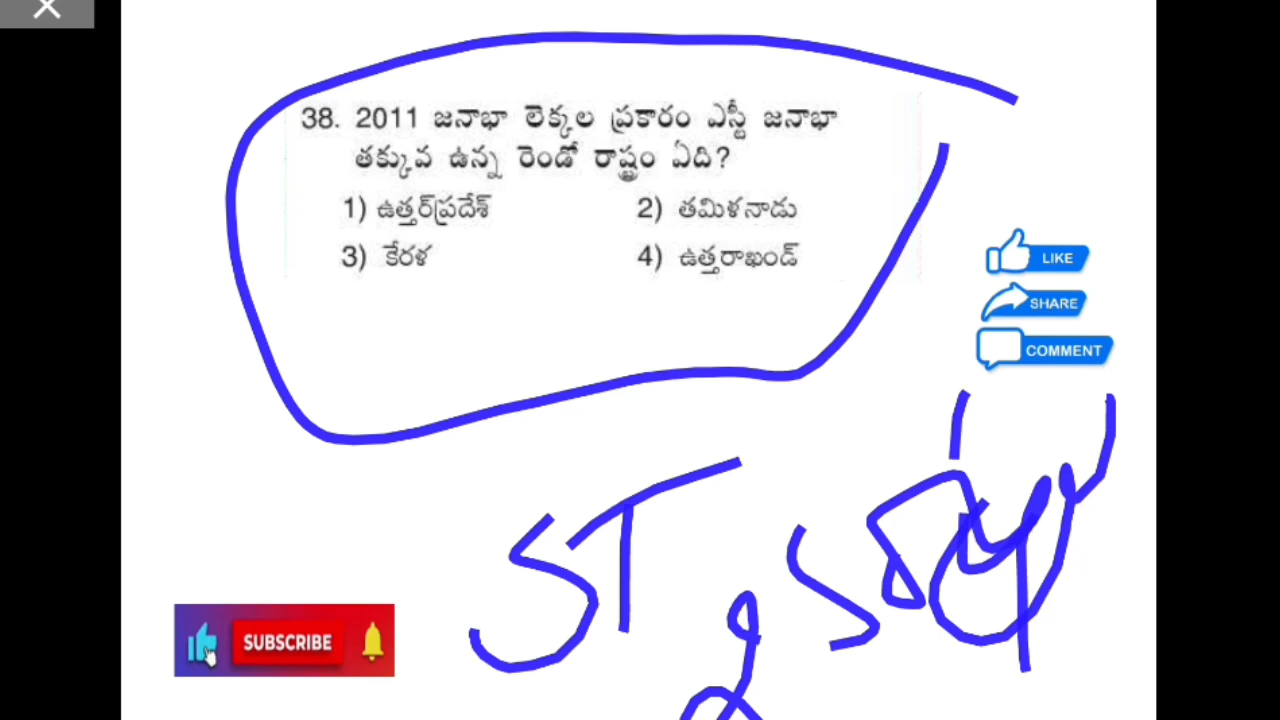 38. 2011 జనాభా లెక్కల ప్రకారం ఎస్టీ జనాభా
తక్కువ ఉన్న రెండో రాష్ట్రం ఏది?
1) ఉత్తర్‌ప్రదేశ్ 2) తమిళనాడు
3) కేరళ 4) ఉత్తరాఖండ్
LIKE
SHARE
COMMENT
ST
SUBSCRIBE